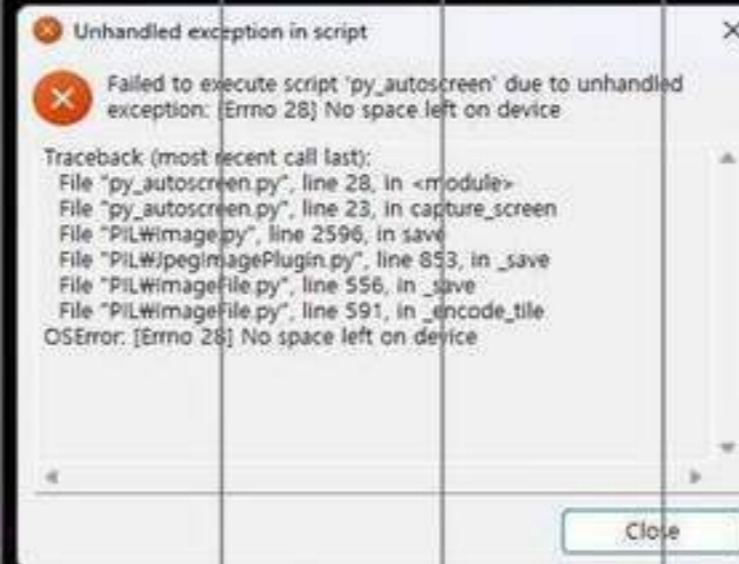 Unhandled exception in script
Failed to execute script 'py_autoscreen' due to unhandled
exception: [Errno 28] No space left on device
Traceback (most recent call last):
File "py_autoscreen.py", line 28, in <module>
File "py_autoscreen.py", line 23, in capture_screen
File "PIL₩Image.py", line 2596, in save
File "PIL₩JpegImagePlugin.py", line 853, in _save
File "PIL₩ImageFile.py", line 556, in _save
File "PIL₩ImageFile.py", line 591, in _encode_tile
OSError: [Errno 28] No space left on device
Close